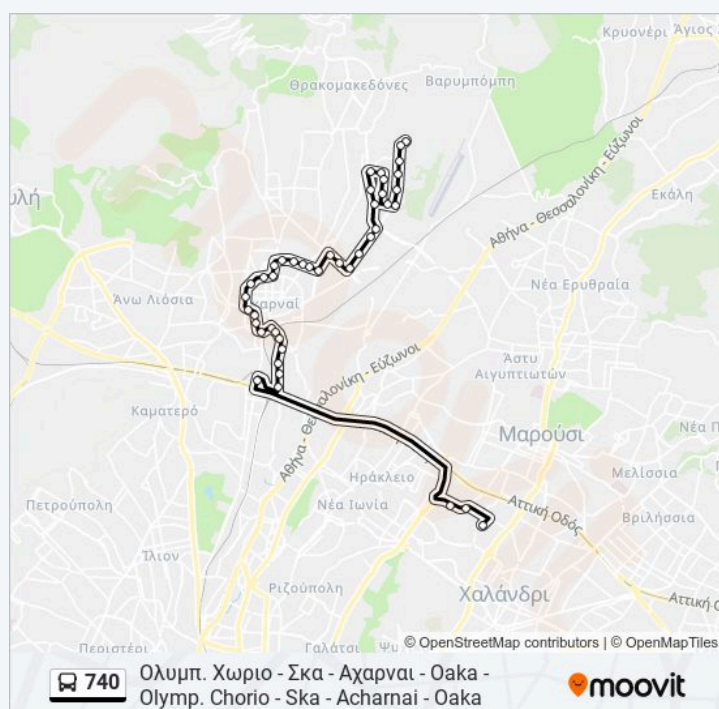 Κρυονέρι
Άγιος Σ
Θρακομακεδόνες
Βαρυμπόμπη
υλή
Εκάλη
Αθήνα - Θεσσαλονίκη - Εύζωνοι
Νέα Ερυθραία
Άνω Λιόσια
χαρναί
Άστυ
Αιγυπτιωτών
Αθήνα - Θεσσαλονίκη - Εύζωνοι
Καματερό
Μαρούσι
Νέα Π
Μελίσσια
Ηράκλειο
Πετρούπολη
Νέα Ιωνία
Αττική Οδός
Βριλήσσια
Ίλιον
Ριζούπολη
Χαλάνδρι
Αττική Ο
Περιστέρι
Γαλάτσι
Ψυ
© OpenStreetMap contributors | © OpenMapTiles
740
Ολυμπ. Χωριο - Σκα - Αχαρναι - Oaka -
Olymp. Chorio - Ska - Acharnai - Oaka
moovit